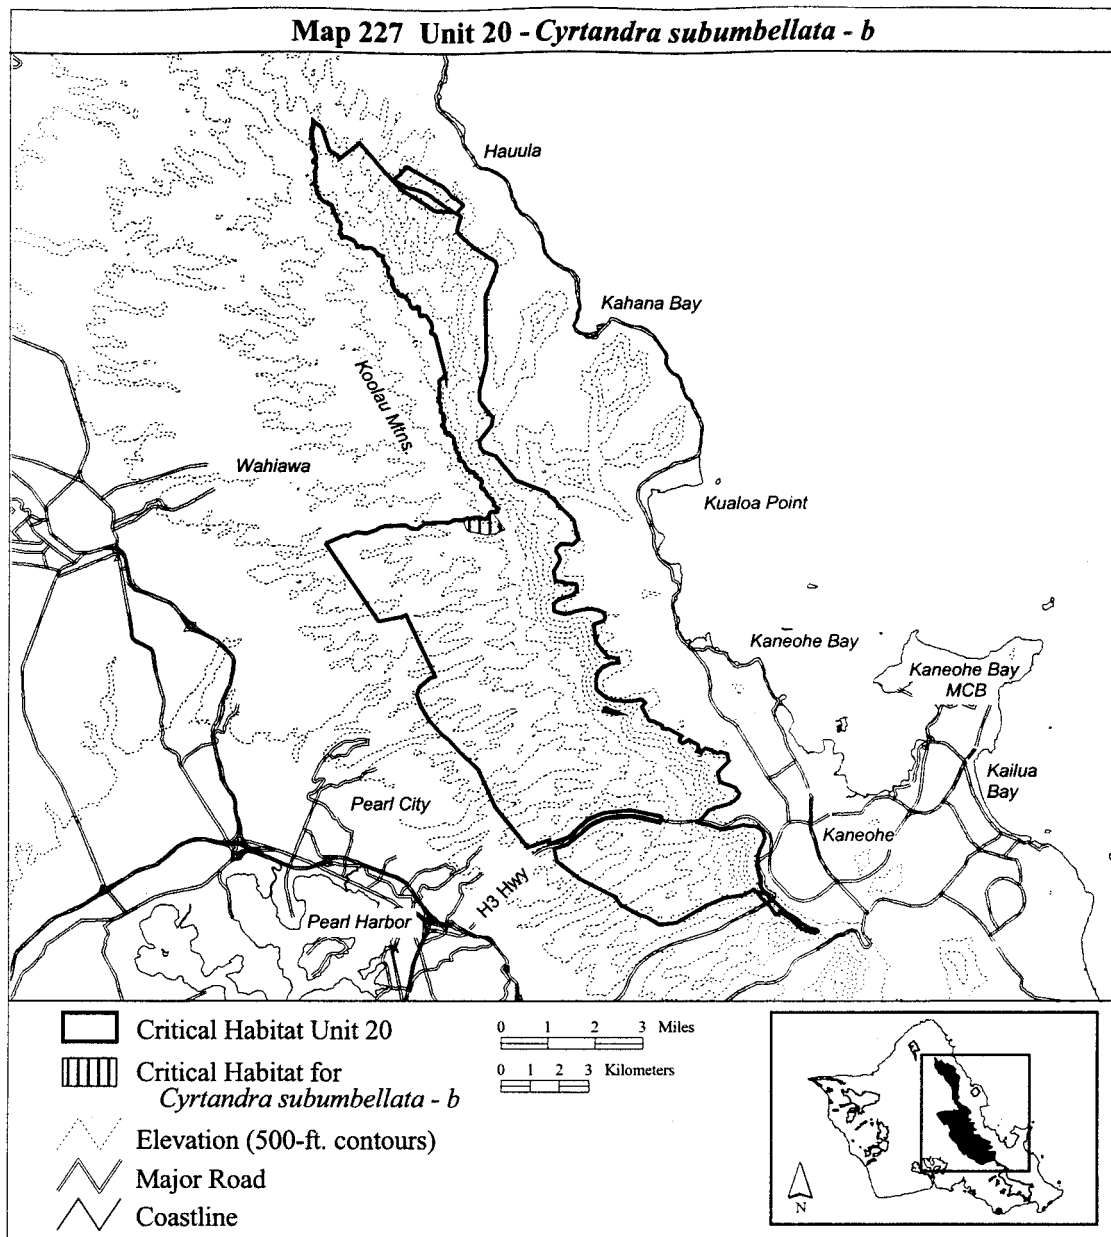 Map 227 Unit 20 - Cyrtandra subumbellata - b
Hauula
Kahana Bay
Koolau Mtns.
Wahiawa
Kualoa Point
Kaneohe Bay
Kaneohe Bay
MCB
Kailua
Bay
Pearl City
Kaneohe
H3 Hwy
Pearl Harbor
Critical Habitat Unit 20
0 1 2 3 Miles
Critical Habitat for
Cyrtandra subumbellata - b
0 1 2 3 Kilometers
Elevation (500-ft. contours)
Major Road
Coastline
N